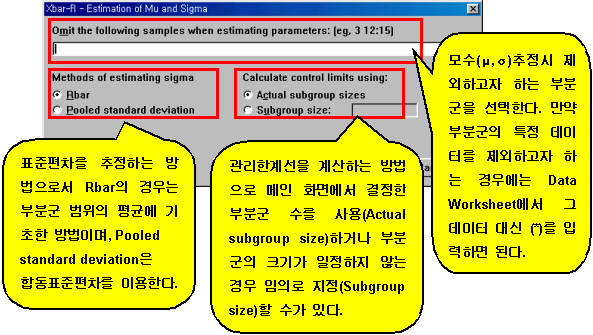 Xbar-R - Estimation of Mu and Sigma
Omit the following samples when estimating parameters: (eg, 3 12:15)
Methods of estimating sigma
Rbar
Pooled standard deviation
Calculate control limits using:
Actual subgroup sizes
Subgroup size:
표준편차를 추정하는 방
법으로서 Rbar의 경우는
부분군 범위의 평균에 기
초한 방법이며, Pooled
standard deviation은
합동표준편차를 이용한다.
관리한계선을 계산하는 방법
으로 메인 화면에서 결정한
부분군 수를 사용(Actual
subgroup size)하거나 부분
군의 크기가 일정하지 않는
경우 임의로 지정(Subgroup
size)할 수가 있다.
모수(μ,σ)추정시 제
외하고자 하는 부분
군을 선택한다. 만약
부분군의 특정 데이
터를 제외하고자 하
는 경우에는 Data
Worksheet에서 그
데이터 대신 (*)를 입
력하면 된다.